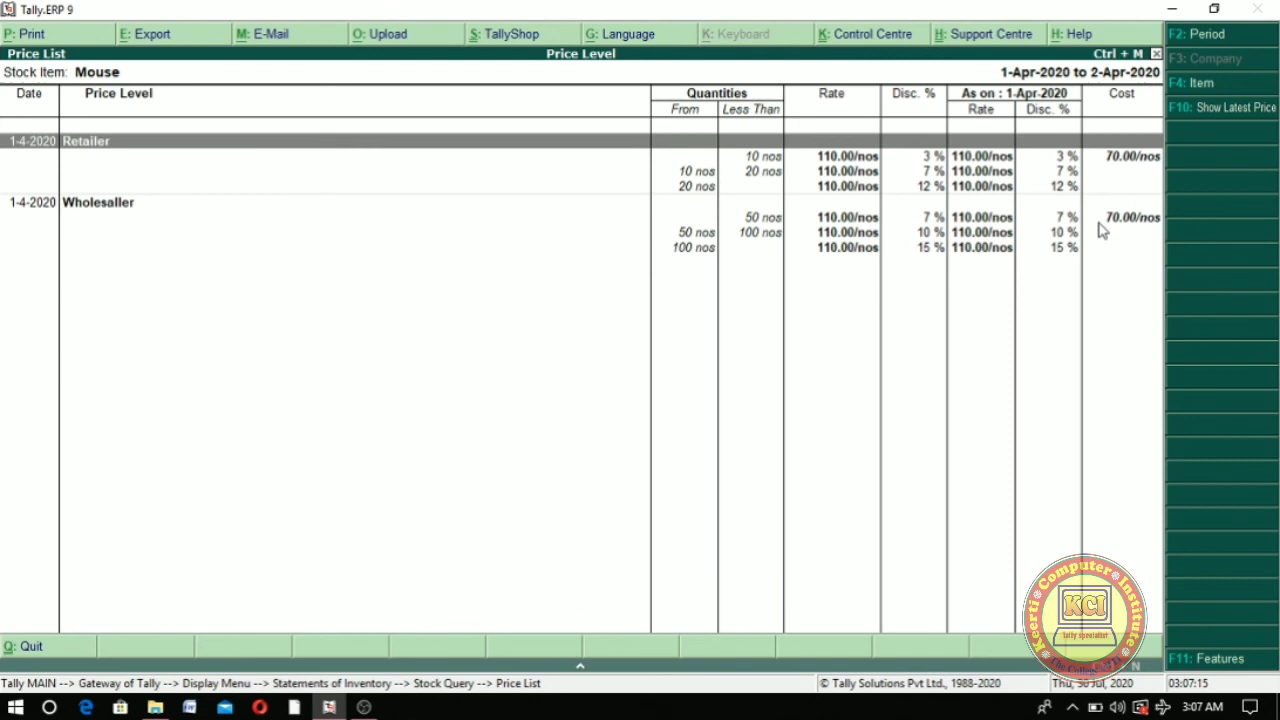 Tally.ERP 9
P: Print E: Export M: E-Mail O: Upload S: TallyShop G: Language K: Keyboard K: Control Centre H: Support Centre H: Help F2: Period
Price List Price Level Ctrl + M
F3: Company
Stock Item: Mouse 1-Apr-2020 to 2-Apr-2020
F4: Item
Date Price Level Quantities Rate Disc. % As on : 1-Apr-2020 Cost
From Less Than Rate Disc. %
F10: Show Latest Price
1-4-2020 Retailer
10 nos 110.00/nos 3 % 110.00/nos 3 % 70.00/nos
10 nos 20 nos 110.00/nos 7 % 110.00/nos 7 %
20 nos 110.00/nos 12 % 110.00/nos 12 %
1-4-2020 Wholesaller
50 nos 110.00/nos 7 % 110.00/nos 7 % 70.00/nos
50 nos 100 nos 110.00/nos 10 % 110.00/nos 10 %
100 nos 110.00/nos 15 % 110.00/nos 15 %
Keerti Computer Institute
KCI
tally specialist
Q: Quit
F11: Features
Tally MAIN --> Gateway of Tally --> Display Menu --> Statements of Inventory --> Stock Query --> Price List © Tally Solutions Pvt Ltd., 1988-2020 Thu, 30 Jul, 2020 03:07:15
3:07 AM